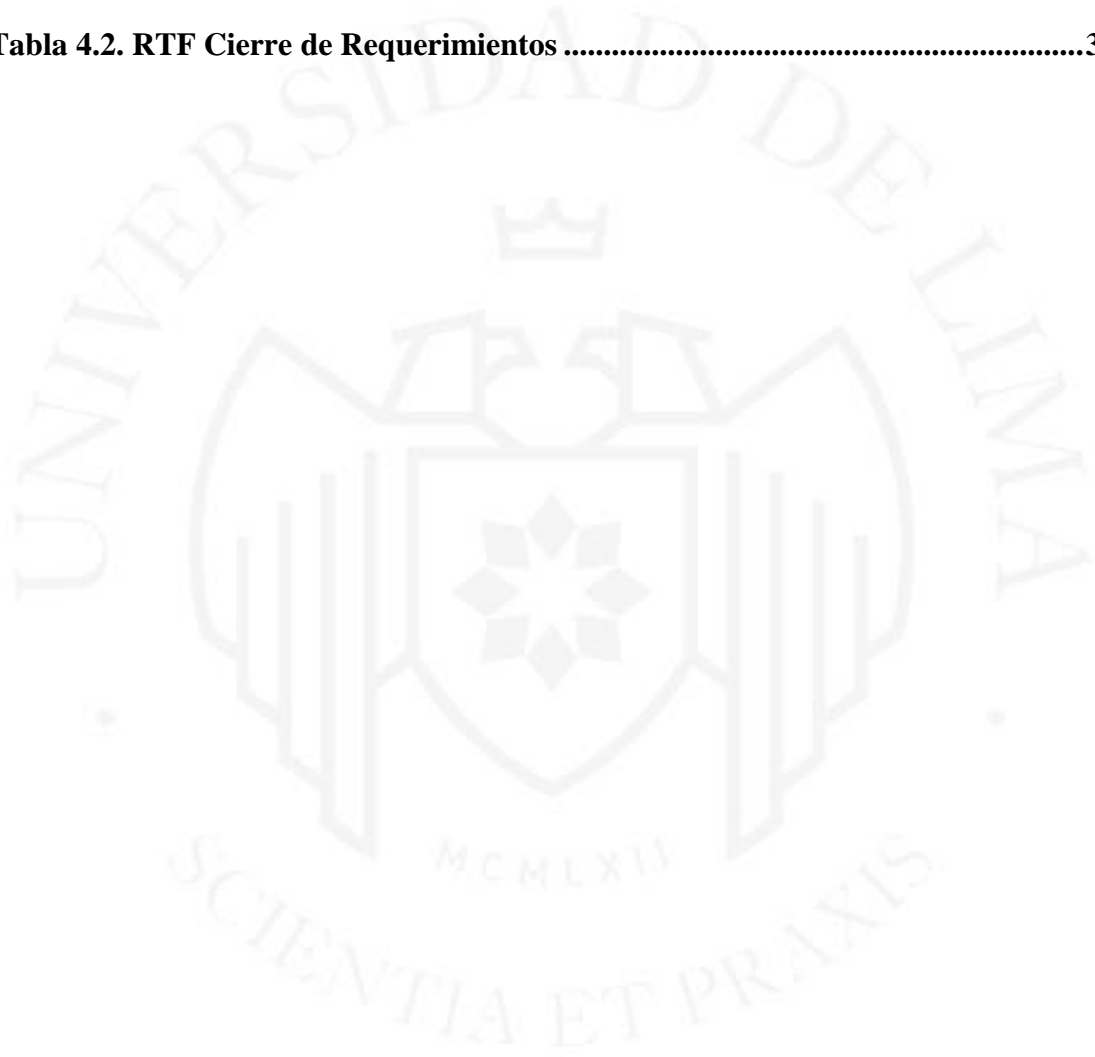 Tabla 4.2. RTF Cierre de Requerimientos ................................................................. 3
UNIVERSIDAD DE LIMA
MCMLXII
SCIENTIA ET PRAXIS